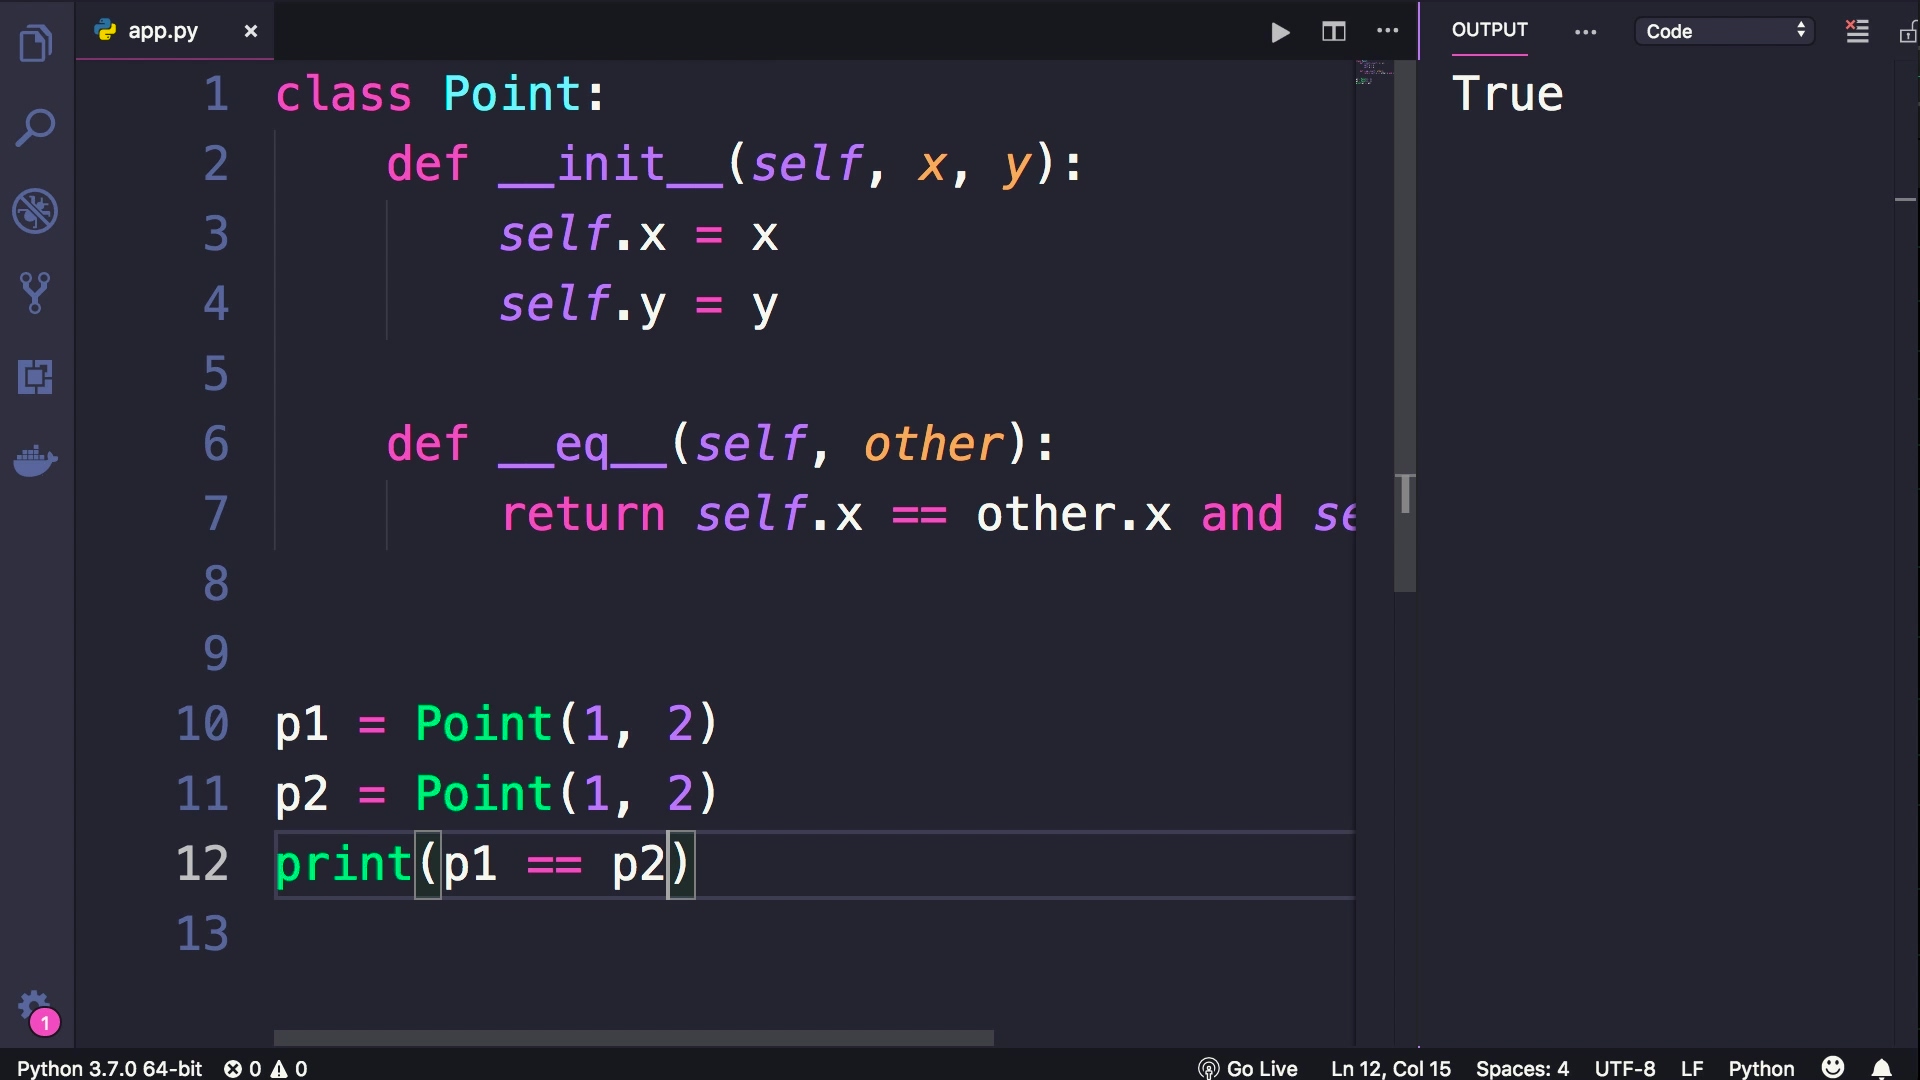 app.py
OUTPUT
Code
1 class Point:
2 def __init__(self, x, y):
3 self.x = x
4 self.y = y
5
6 def __eq__(self, other):
7 return self.x == other.x and se
8
9
10 p1 = Point(1, 2)
11 p2 = Point(1, 2)
12 print(p1 == p2)
13
True
1
Python 3.7.0 64-bit 0 0 Go Live Ln 12, Col 15 Spaces: 4 UTF-8 LF Python